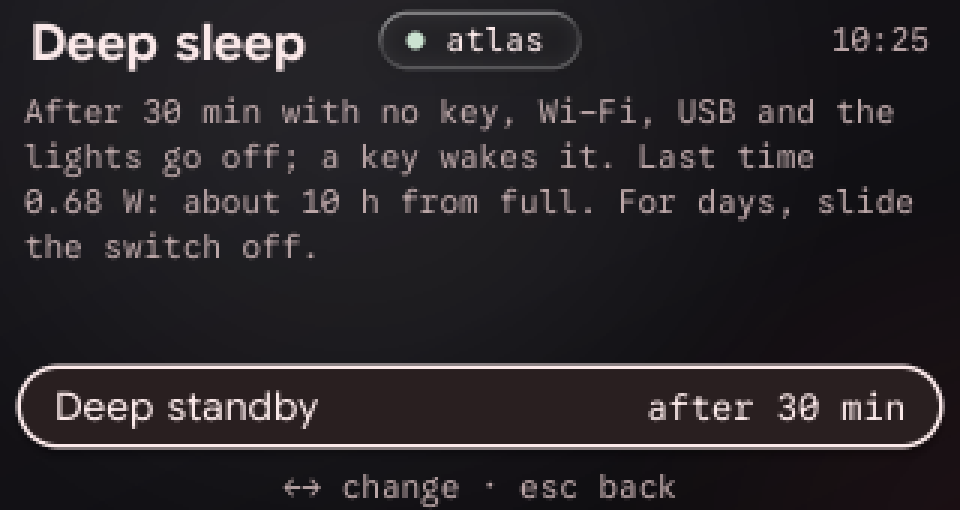 Deep sleep
atlas
10:25
After 30 min with no key, Wi-Fi, USB and the
lights go off; a key wakes it. Last time
0.68 W: about 10 h from full. For days, slide
the switch off.
Deep standby
after 30 min
↔ change · esc back